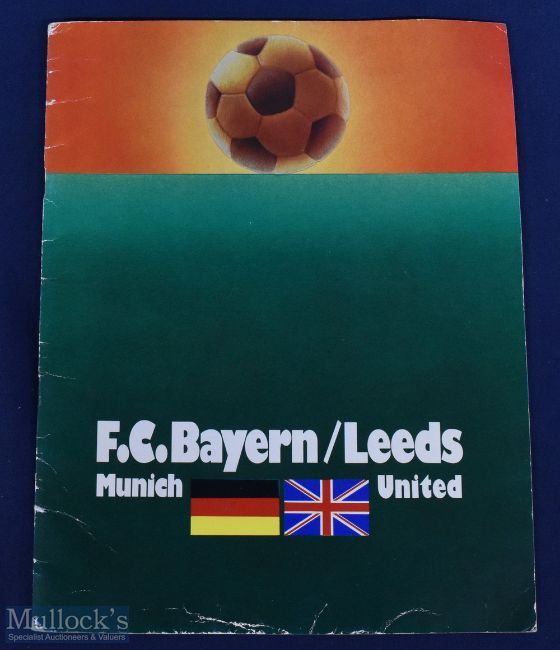 F.C.Bayern/Leeds
Munich United
Mullock's
Specialist Auctioneers & Valuers